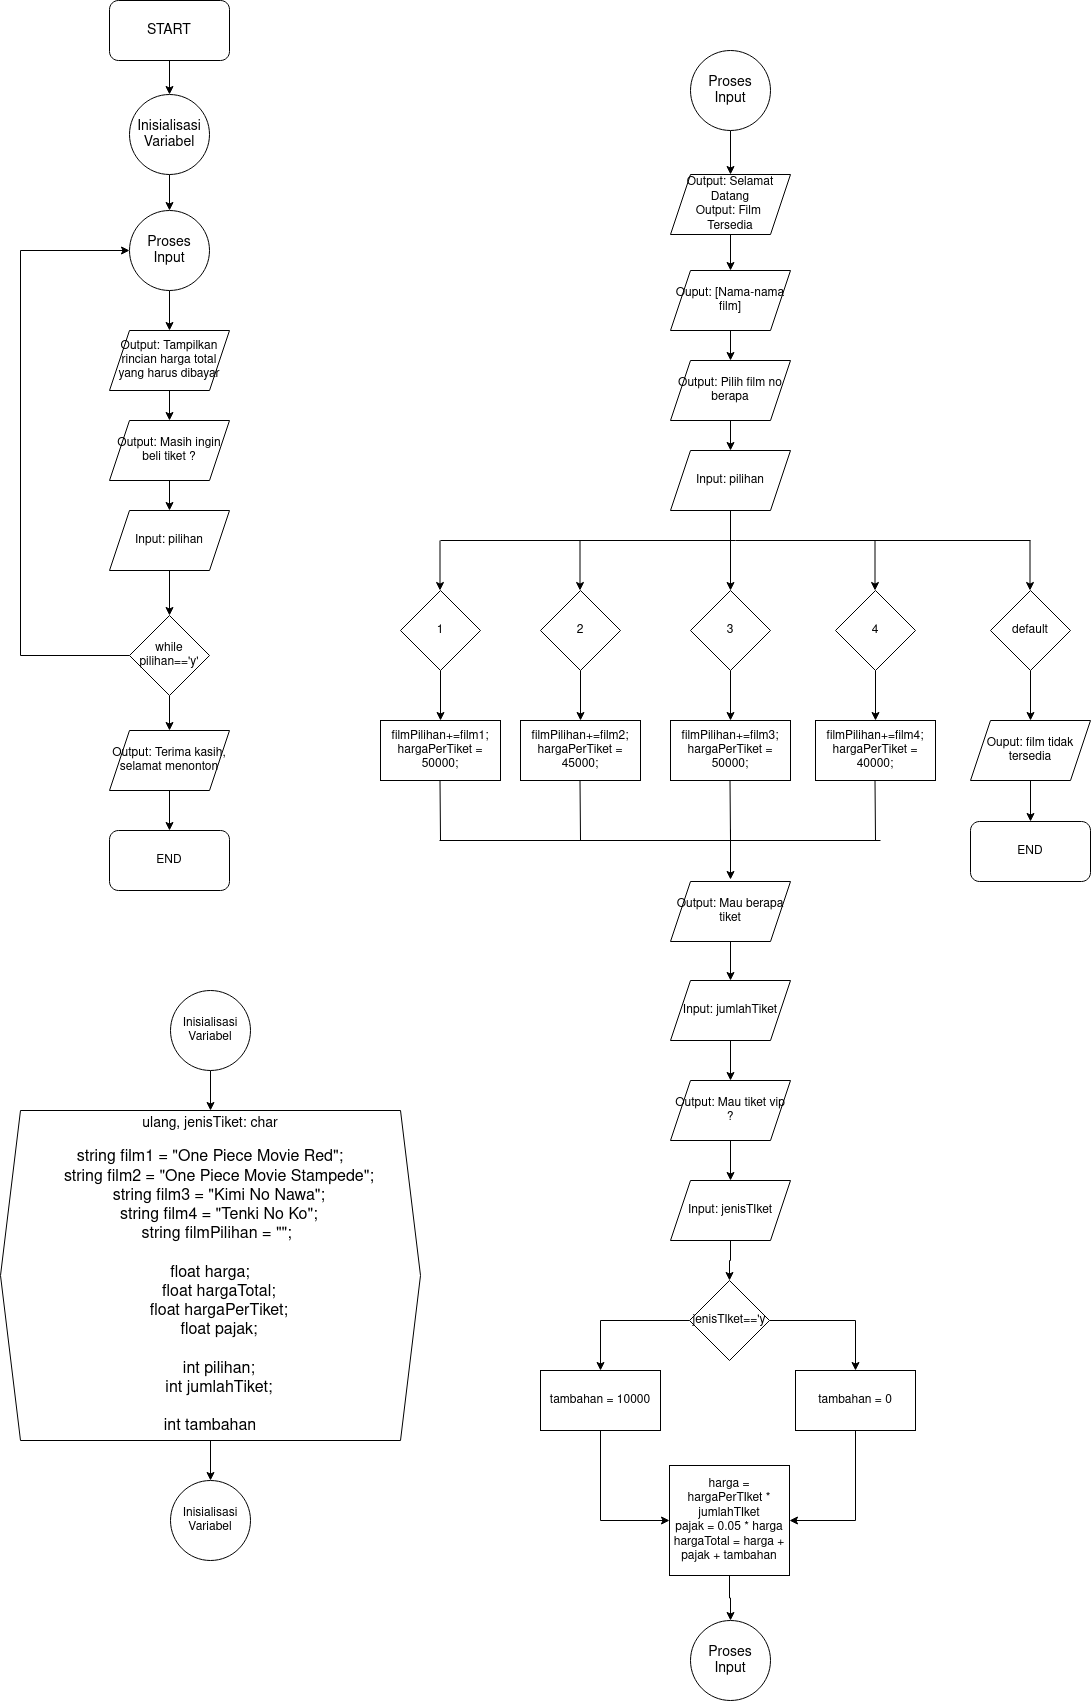 START
Inisialisasi
Variabel
Proses
Input
Output: Tampilkan
rincian harga total
yang harus dibayar
Output: Masih ingin
beli tiket ?
Input: pilihan
while
pilihan=='y'
Output: Terima kasih,
selamat menonton
END
Inisialisasi
Variabel
ulang, jenisTiket: char
string film1 = "One Piece Movie Red";
string film2 = "One Piece Movie Stampede";
string film3 = "Kimi No Nawa";
string film4 = "Tenki No Ko";
string filmPilihan = "";
float harga;
float hargaTotal;
float hargaPerTiket;
float pajak;
int pilihan;
int jumlahTiket;
int tambahan
Inisialisasi
Variabel
Proses
Input
Output: Selamat
Datang
Output: Film
Tersedia
Ouput: [Nama-nama
film]
Output: Pilih film no
berapa
Input: pilihan
1
2
3
4
default
filmPilihan+=film1;
hargaPerTiket =
50000;
filmPilihan+=film2;
hargaPerTiket =
45000;
filmPilihan+=film3;
hargaPerTiket =
50000;
filmPilihan+=film4;
hargaPerTiket =
40000;
Ouput: film tidak
tersedia
END
Output: Mau berapa
tiket
Input: jumlahTiket
Output: Mau tiket vip
?
Input: jenisTIket
jenisTIket=='y
tambahan = 10000
tambahan = 0
harga =
hargaPerTIket *
jumlahTIket
pajak = 0.05 * harga
hargaTotal = harga +
pajak + tambahan
Proses
Input